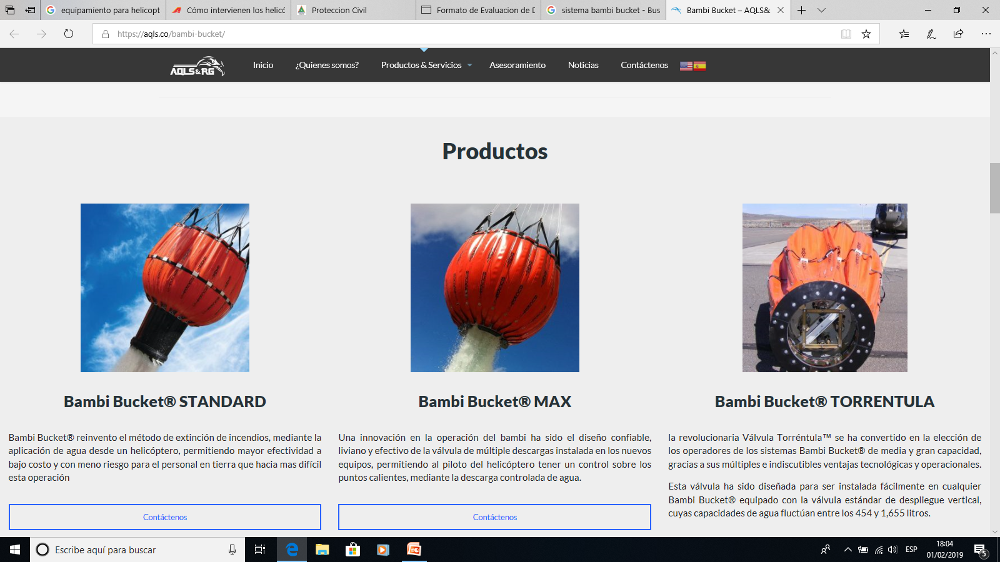 equipamiento para helicopt
Cómo intervienen los helicó
Proteccion Civil
Formato de Evaluacion de D
sistema bambi bucket - Bus
Bambi Bucket – AQLS&
https://aqls.co/bambi-bucket/
AQLS&RG
Inicio
¿Quienes somos?
Productos & Servicios
Asesoramiento
Noticias
Contáctenos
Productos
Bambi Bucket® STANDARD
Bambi Bucket® reinvento el método de extinción de incendios, mediante la
aplicación de agua desde un helicóptero, permitiendo mayor efectividad a
bajo costo y con meno riesgo para el personal en tierra que hacia mas difícil
esta operación
Contáctenos
Bambi Bucket® MAX
Una innovación en la operación del bambi ha sido el diseño confiable,
liviano y efectivo de la válvula de múltiple descargas instalada en los nuevos
equipos, permitiendo al piloto del helicóptero tener un control sobre los
puntos calientes, mediante la descarga controlada de agua.
Contáctenos
Bambi Bucket® TORRENTULA
la revolucionaria Válvula Torréntula™ se ha convertido en la elección de
los operadores de los sistemas Bambi Bucket® de media y gran capacidad,
gracias a sus múltiples e indiscutibles ventajas tecnológicas y operacionales.
Esta válvula ha sido diseñada para ser instalada fácilmente en cualquier
Bambi Bucket® equipado con la válvula estándar de despliegue vertical,
cuyas capacidades de agua fluctúan entre los 454 y 1,655 litros.
Escribe aquí para buscar
ESP
18:04
01/02/2019
5